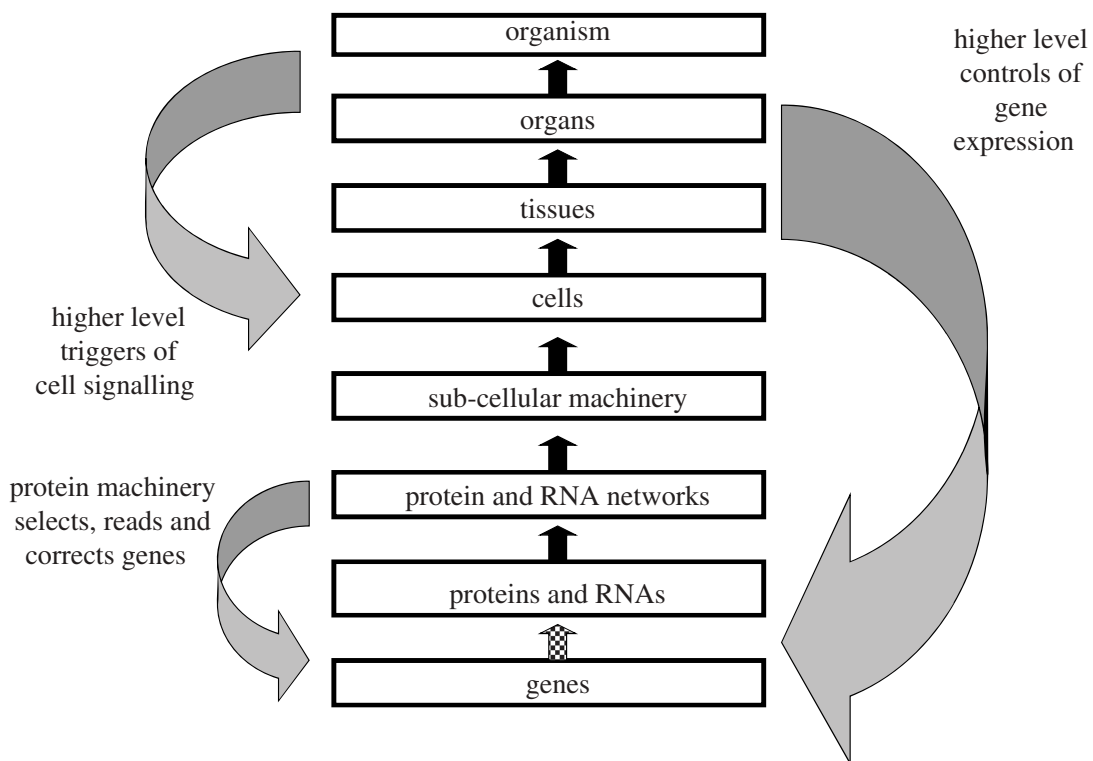 organism
organs
tissues
cells
sub-cellular machinery
protein and RNA networks
proteins and RNAs
genes
higher level
controls of
gene
expression
higher level
triggers of
cell signalling
protein machinery
selects, reads and
corrects genes